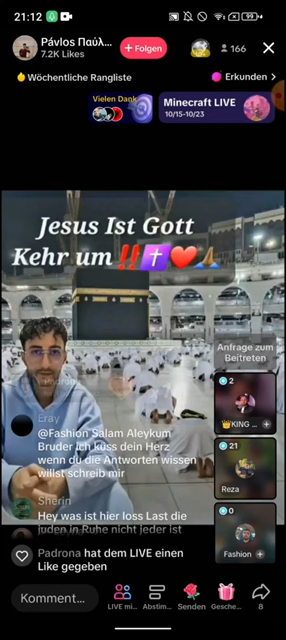 21:12
99
Pávlos Παύλ...
7.2K Likes
+ Folgen
166
Wöchentliche Rangliste
Erkunden >
Vielen Dank
Minecraft LIVE
10/15-10/23
Jesus Ist Gott
Kehr um ‼️✝️❤️🙏
Anfrage zum
Beitreten
2
👑KING ...
Eray
@Fashion Salam Aleykum
Bruder ich küss dein Herz
wenn du die Antworten wissen
willst schreib mir
21
Reza
Sherin
Hey was ist hier loss Last die
juden in Ruhe nicht jeder ist
0
Fashion
Padrona hat dem LIVE einen
Like gegeben
Komment...
LIVE mi...
Abstim...
Senden
Gesche...
8